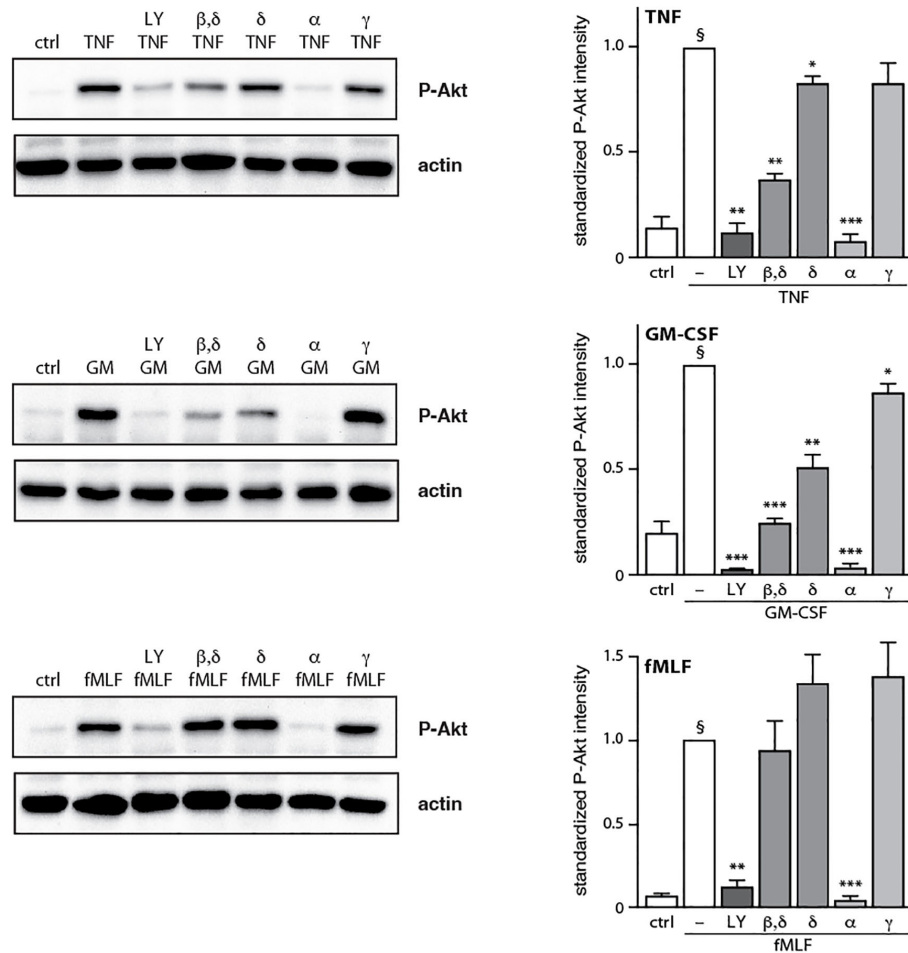 LY β,δ δ α γ
ctrl TNF TNF TNF TNF TNF TNF
P-Akt
actin
TNF
standardized P-Akt intensity
1.0
0.5
0
§
**
**
*
***
ctrl – LY β,δ δ α γ
TNF
LY β,δ δ α γ
ctrl GM GM GM GM GM GM
P-Akt
actin
GM-CSF
standardized P-Akt intensity
1.0
0.5
0
§
***
***
**
***
*
ctrl – LY β,δ δ α γ
GM-CSF
LY β,δ δ α γ
ctrl fMLF fMLF fMLF fMLF fMLF fMLF
P-Akt
actin
fMLF
standardized P-Akt intensity
1.5
1.0
0.5
0
§
**
***
ctrl – LY β,δ δ α γ
fMLF